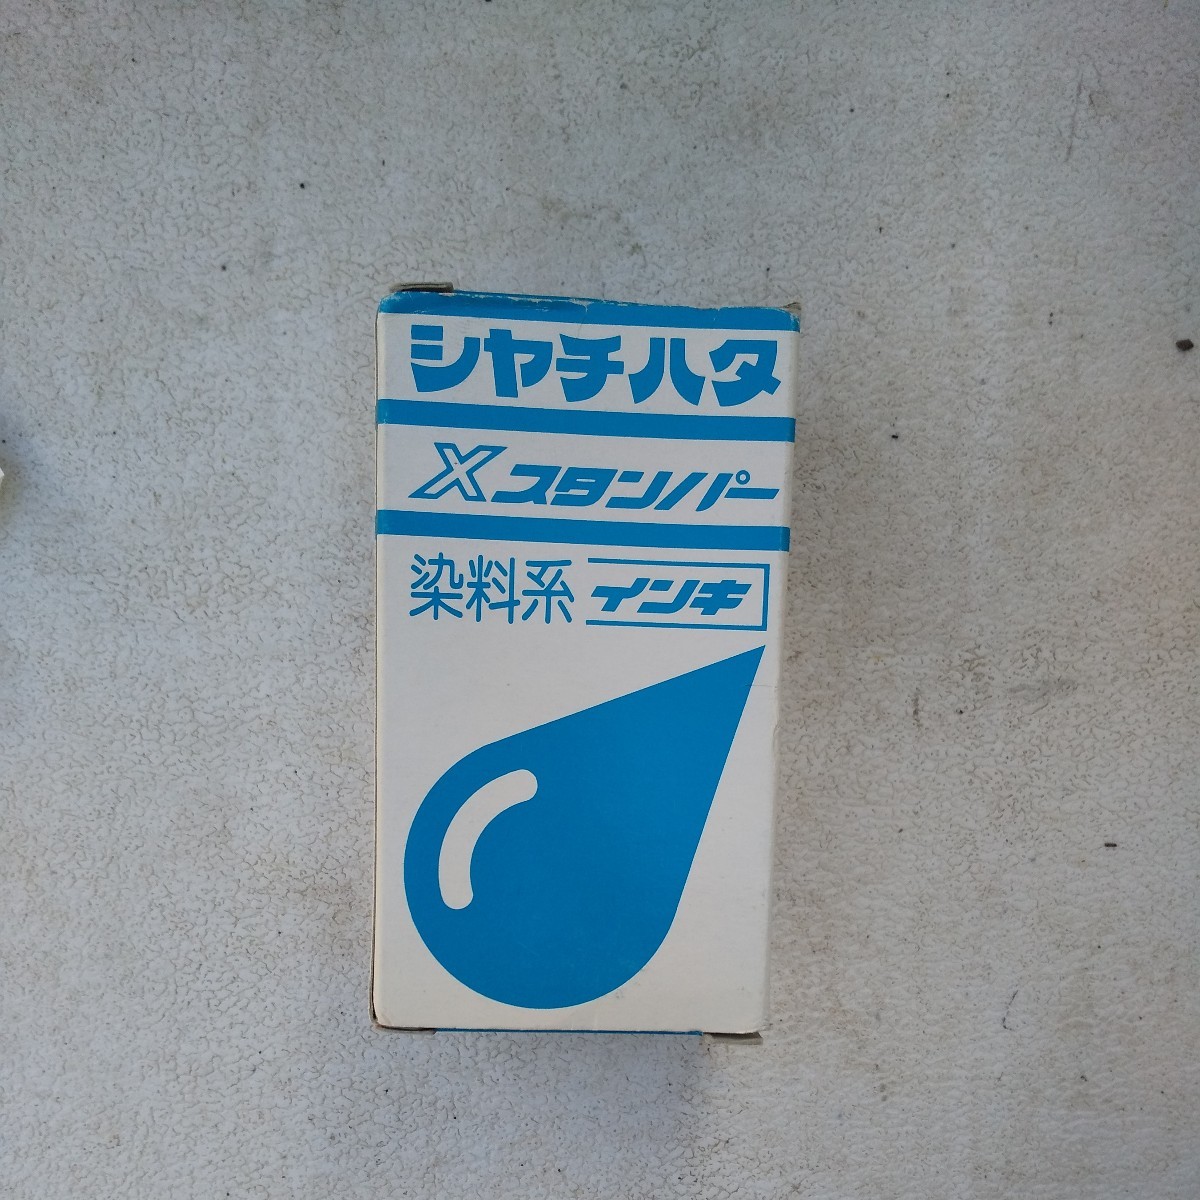 シヤチハタ
Xスタンパー
染料系 インキ